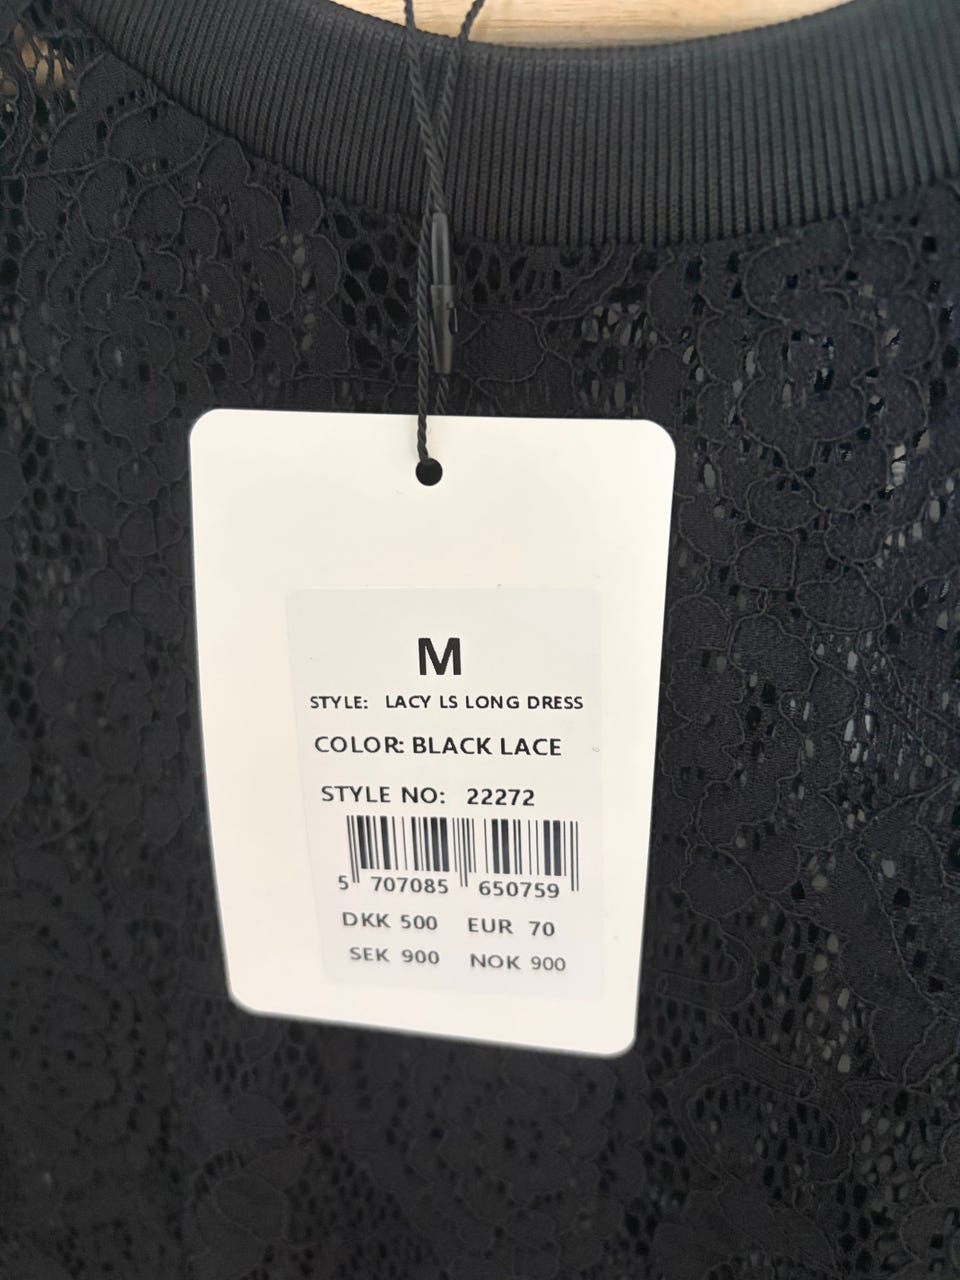 M
STYLE: LACY LS LONG DRESS
COLOR: BLACK LACE
STYLE NO: 22272
5 707085 650759
DKK 500 EUR 70
SEK 900 NOK 900